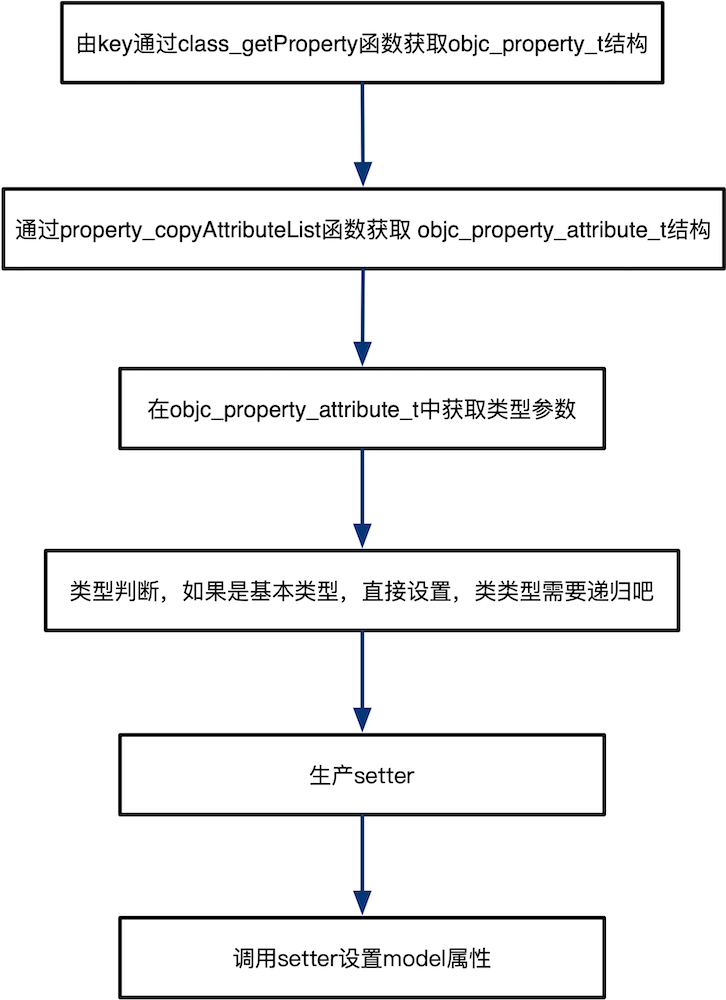 由key通过class_getProperty函数获取objc_property_t结构
通过property_copyAttributeList函数获取 objc_property_attribute_t结构
在objc_property_attribute_t中获取类型参数
类型判断，如果是基本类型，直接设置，类类型需要递归吧
生产setter
调用setter设置model属性